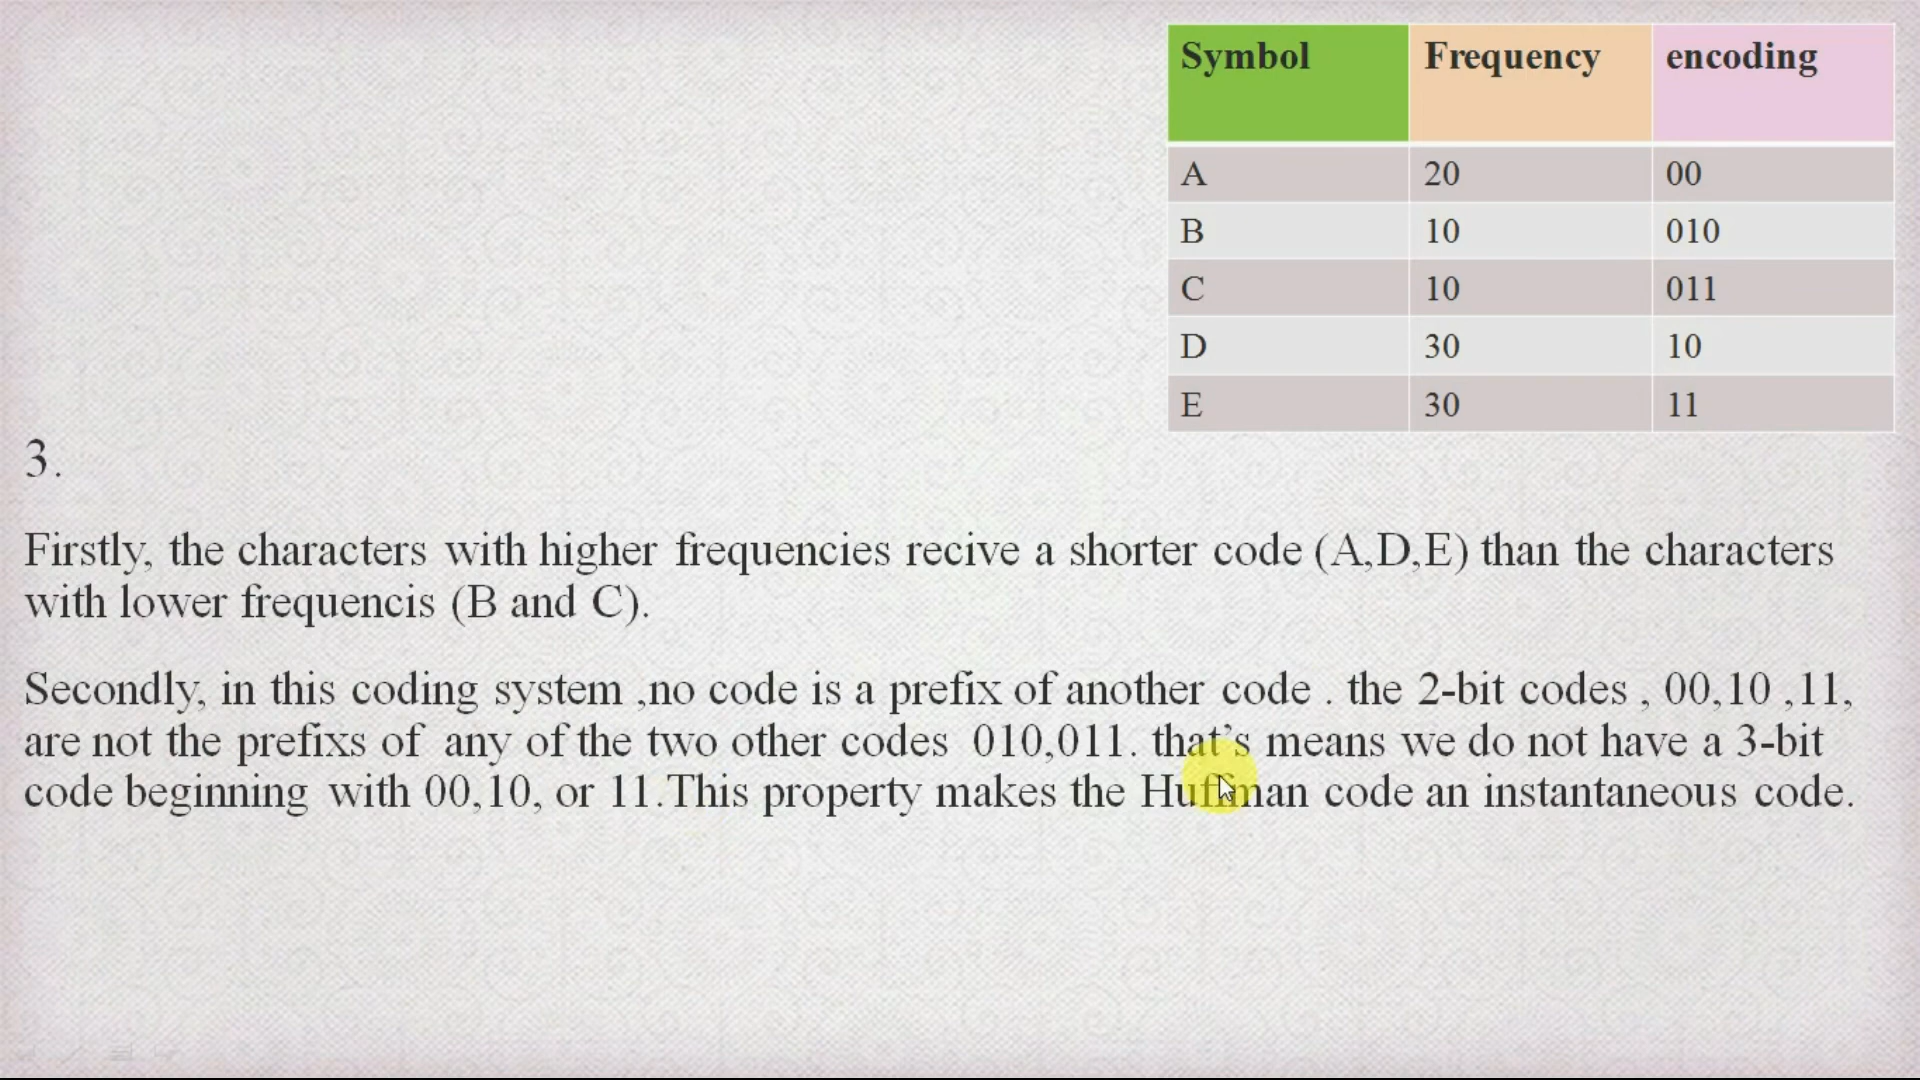 Symbol Frequency encoding
A 20 00
B 10 010
C 10 011
D 30 10
E 30 11
3.
Firstly, the characters with higher frequencies recive a shorter code (A,D,E) than the characters
with lower frequencis (B and C).
Secondly, in this coding system ,no code is a prefix of another code . the 2-bit codes , 00,10 ,11,
are not the prefixs of any of the two other codes 010,011. that's means we do not have a 3-bit
code beginning with 00,10, or 11.This property makes the Huffman code an instantaneous code.